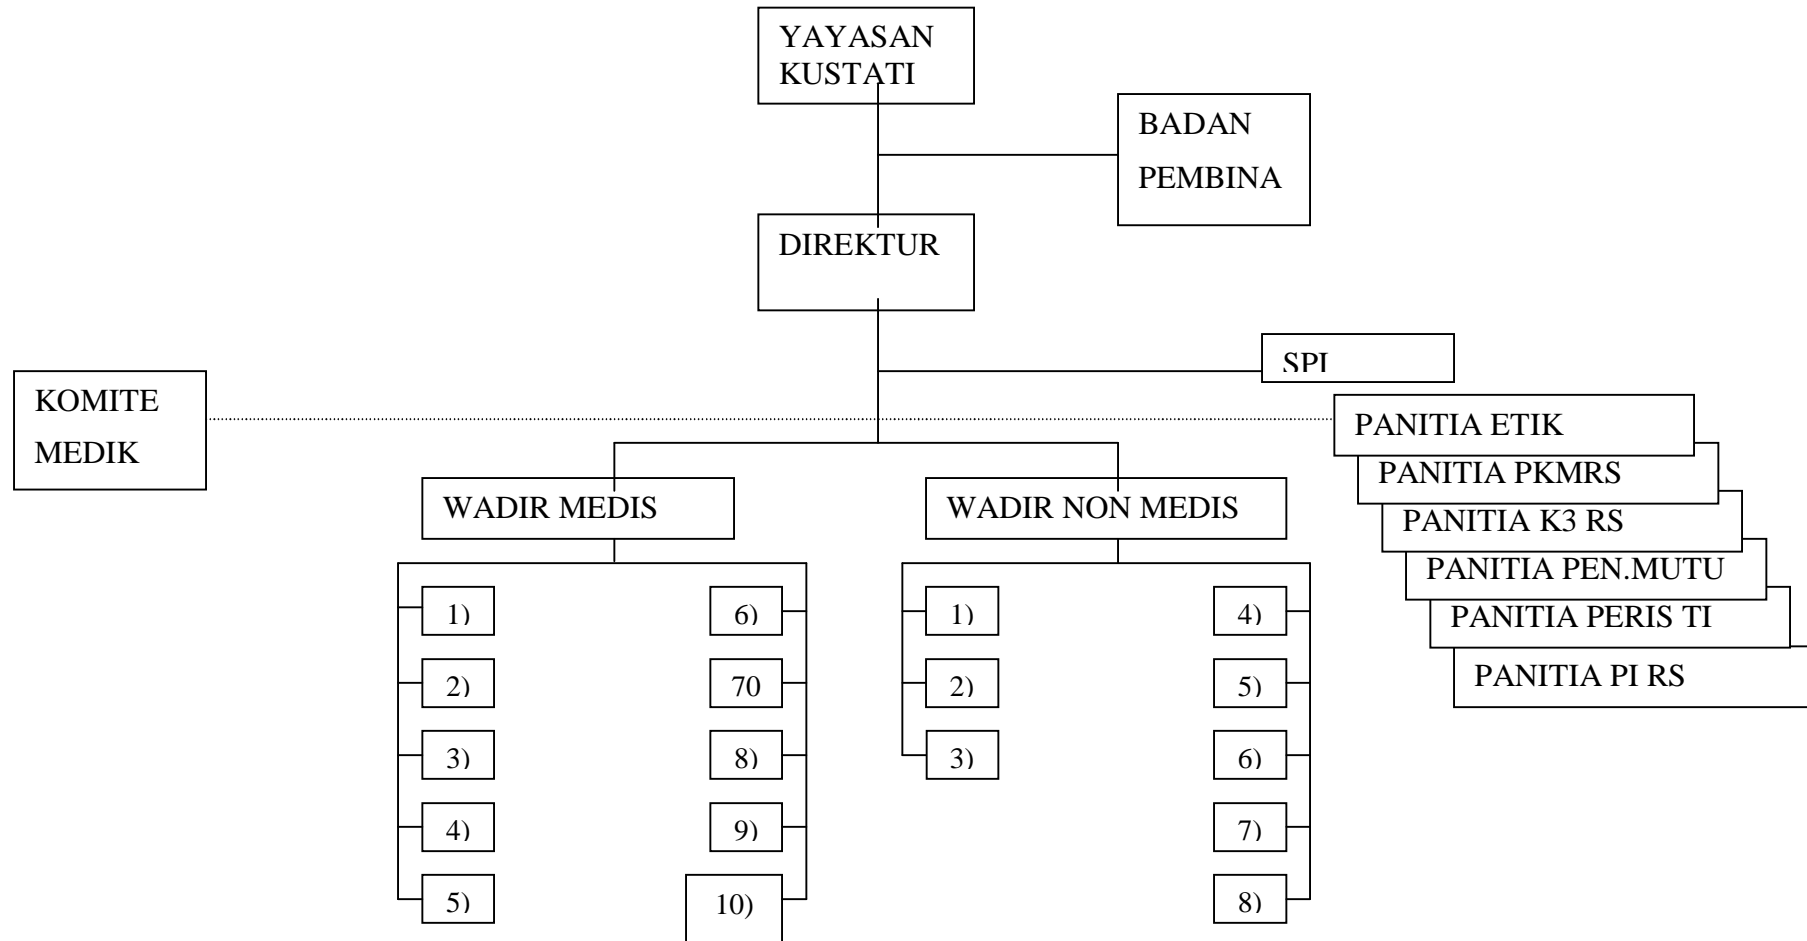 YAYASAN
KUSTATI
BADAN
PEMBINA
DIREKTUR
SPI
KOMITE
MEDIK
PANITIA ETIK
PANITIA PKMRS
PANITIA K3 RS
PANITIA PEN.MUTU
PANITIA PERIS TI
PANITIA PI RS
WADIR MEDIS
WADIR NON MEDIS
1)
2)
3)
4)
5)
6)
70
8)
9)
10)
1)
2)
3)
4)
5)
6)
7)
8)